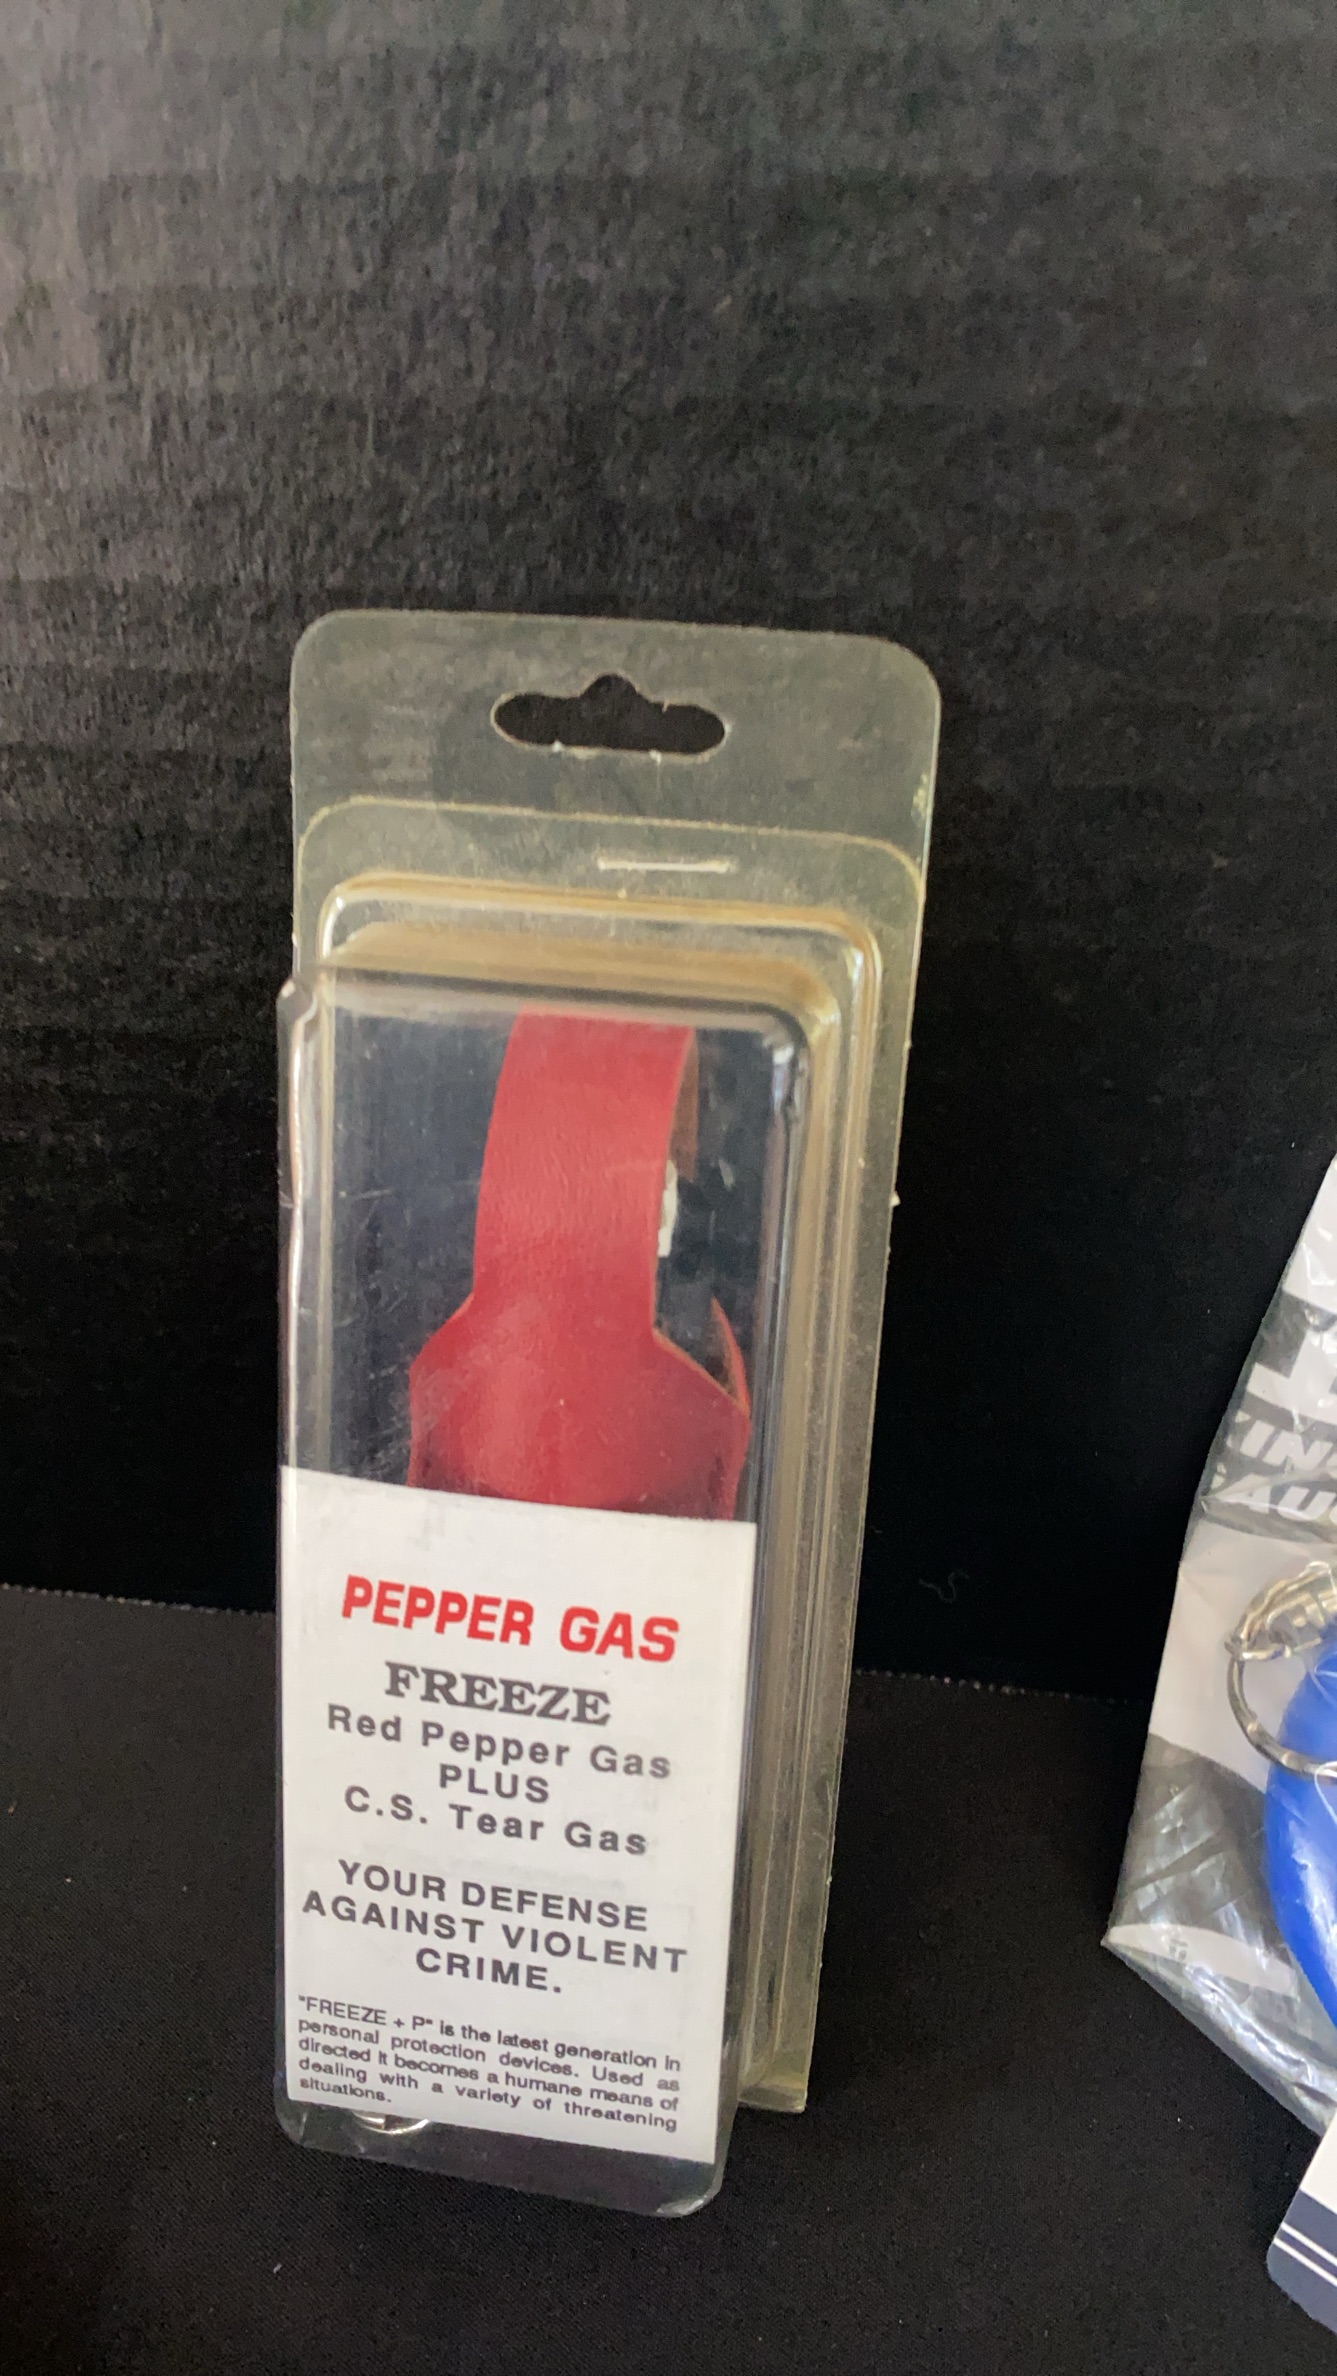 PEPPER GAS
FREEZE
Red Pepper Gas
PLUS
C.S. Tear Gas
YOUR DEFENSE
AGAINST VIOLENT
CRIME.
"FREEZE + P" is the latest generation in
personal protection devices. Used as
directed it becomes a humane means of
dealing with a variety of threatening
situations.